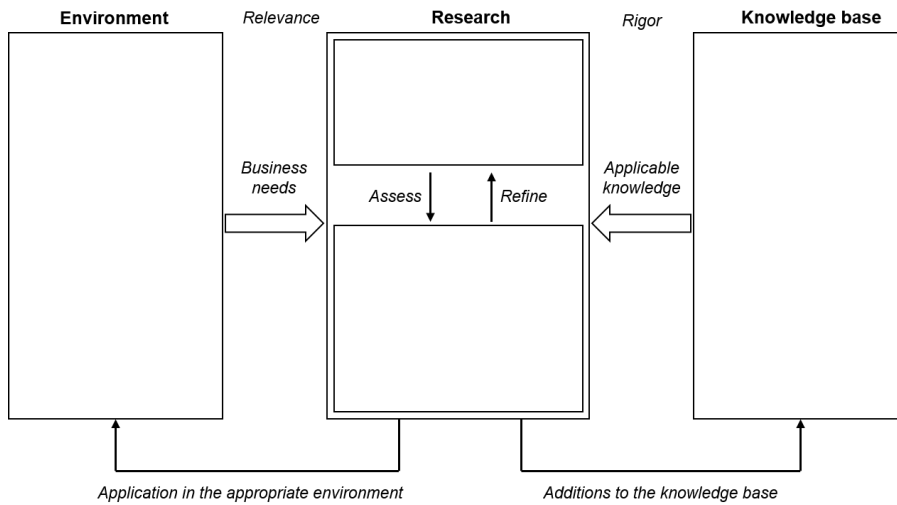 Environment
Relevance
Research
Rigor
Knowledge base
Business
needs
Assess
Refine
Applicable
knowledge
Application in the appropriate environment
Additions to the knowledge base